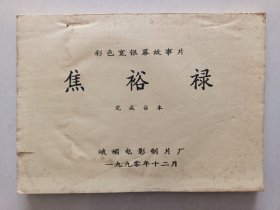 彩色宽银幕故事片
焦裕禄
完成台本
峨嵋电影制片厂
一九九〇年十二月